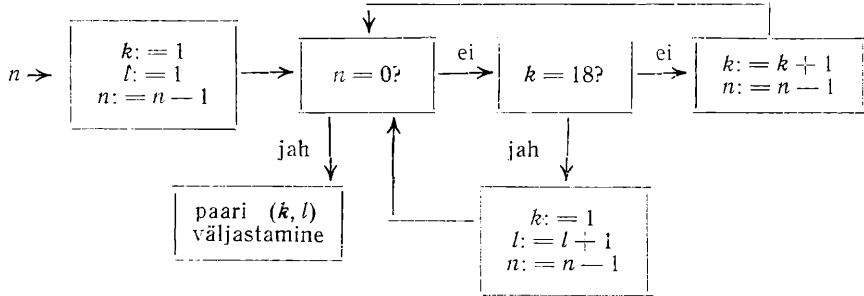 n →
k: = 1
l: = 1
n: = n − 1
n = 0?
ei
k = 18?
ei
k: = k + 1
n: = n − 1
jah
jah
paari (k, l)
väljastamine
k: = 1
l: = l + 1
n: = n − 1